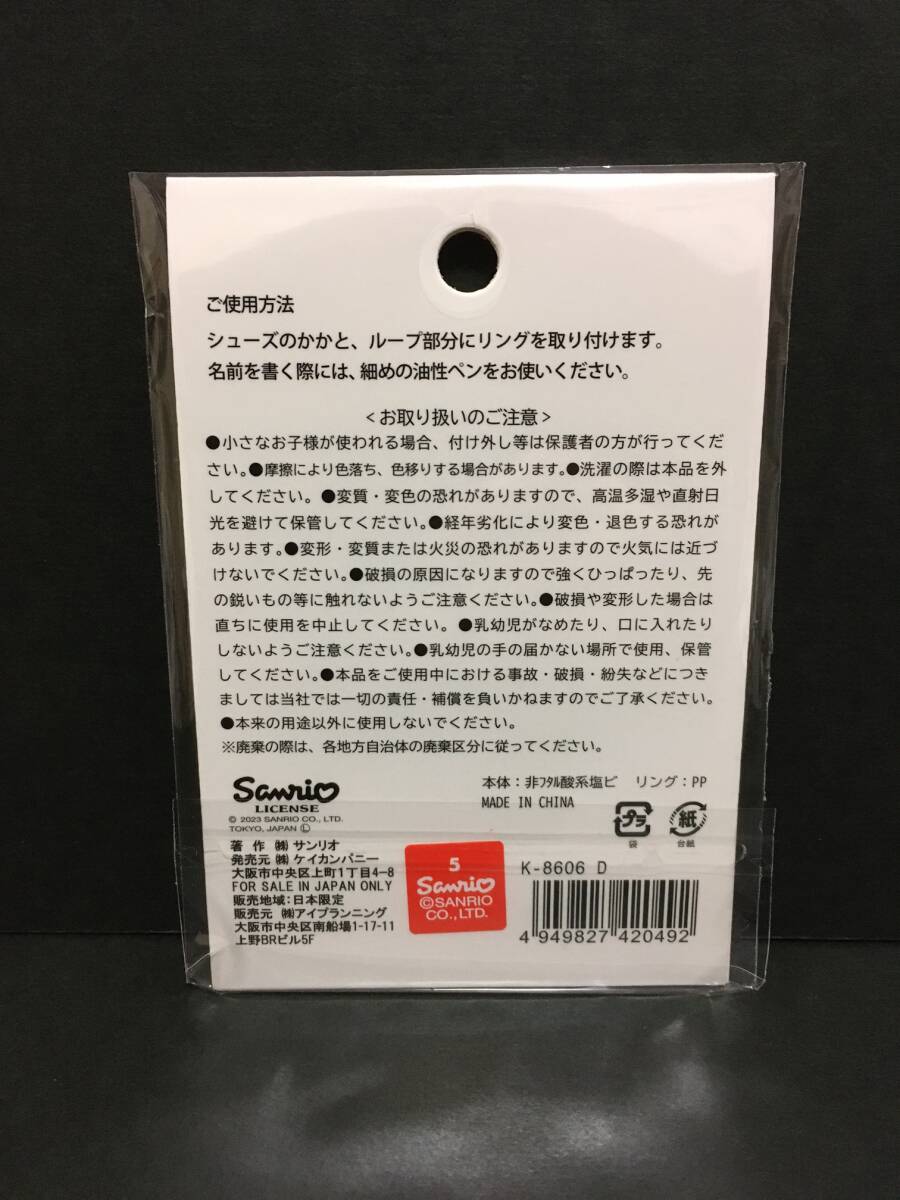 ご使用方法
シューズのかかと、ループ部分にリングを取り付けます。
名前を書く際には、細めの油性ペンをお使いください。
<お取り扱いのご注意>
●小さなお子様が使われる場合、付け外し等は保護者の方が行ってくだ
さい。●摩擦により色落ち、色移りする場合があります。●洗濯の際は本品を外
してください。●変質・変色の恐れがありますので、高温多湿や直射日
光を避けて保管してください。●経年劣化により変色・退色する恐れが
あります。●変形・変質または火災の恐れがありますので火気には近づ
けないでください。●破損の原因になりますので強くひっぱったり、先
の鋭いもの等に触れないようご注意ください。●破損や変形した場合は
直ちに使用を中止してください。●乳幼児がなめたり、口に入れたり
しないようご注意ください。●乳幼児の手の届かない場所で使用、保管
してください。●本品をご使用中における事故・破損・紛失などにつき
ましては当社では一切の責任・補償を負いかねますのでご了承ください。
●本来の用途以外に使用しないでください。
※廃棄の際は、各地方自治体の廃棄区分に従ってください。
Sanrio
LICENSE
© 2023 SANRIO CO., LTD.
TOKYO, JAPAN Ⓛ
本体：非ﾌﾀﾙ酸系塩ビ リング：PP
MADE IN CHINA
プラ
袋
紙
台紙
著 作 ㈱ サンリオ
発売元 ㈱ ケイカンパニー
大阪市中央区上町1丁目4-8
FOR SALE IN JAPAN ONLY
販売地域：日本限定
販売元 ㈱アイプランニング
大阪市中央区南船場1-17-11
上野BRビル5F
5
Sanrio
©SANRIO
CO., LTD.
K-8606 D
4 949827 420492